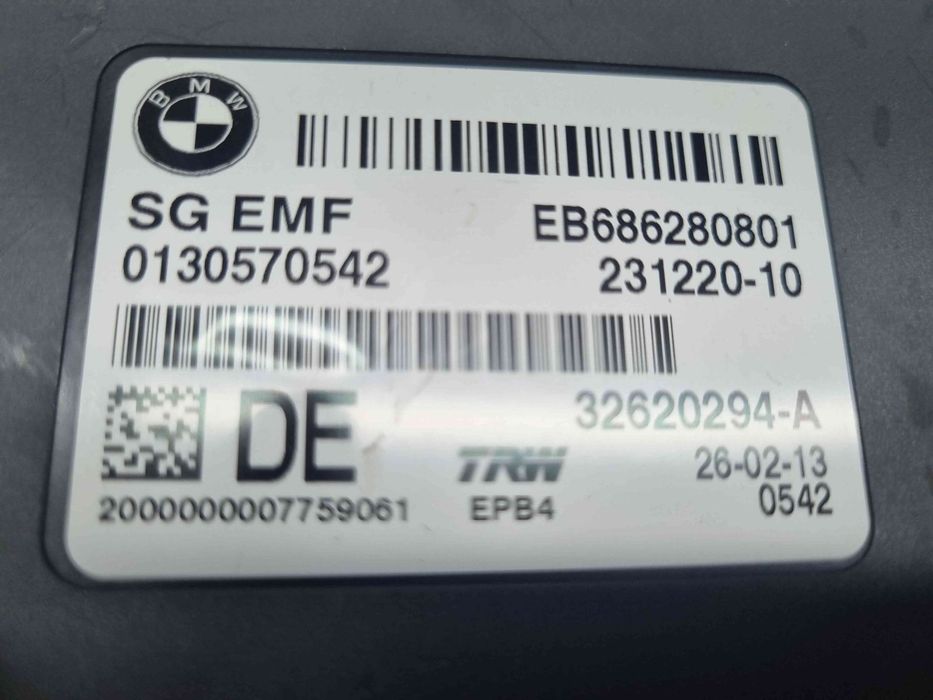 BMW
SG EMF
EB686280801
0130570542
231220-10
DE
32620294-A
TRW
26-02-13
2000000007759061
EPB4
0542